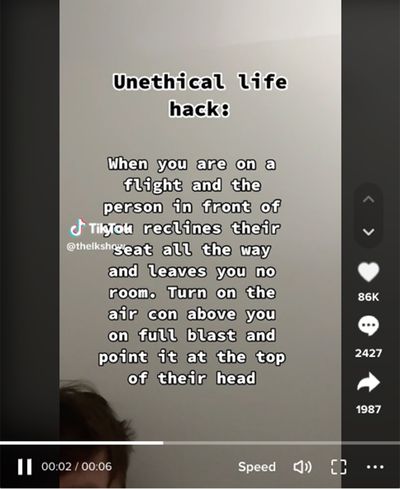 Unethical life
hack:
When you are on a
flight and the
person in front of
you reclines their
seat all the way
and leaves you no
room. Turn on the
air con above you
on full blast and
point it at the top
of their head
TikTok
@thelkshow
86K
2427
1987
00:02 / 00:06
Speed